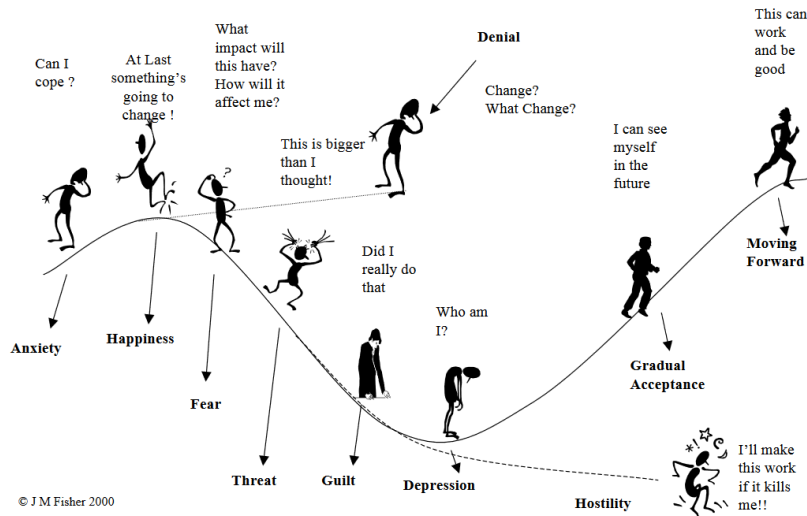 Can I
cope ?
At Last
something's
going to
change !
What
impact will
this have?
How will it
affect me?
This is bigger
than I
thought!
Denial
Change?
What Change?
This can
work
and be
good
I can see
myself
in the
future
?
Did I
really do
that
Who am
I?
Moving
Forward
Anxiety
Happiness
Fear
Threat
Guilt
Depression
Gradual
Acceptance
Hostility
I'll make
this work
if it kills
me!!
© J M Fisher 2000